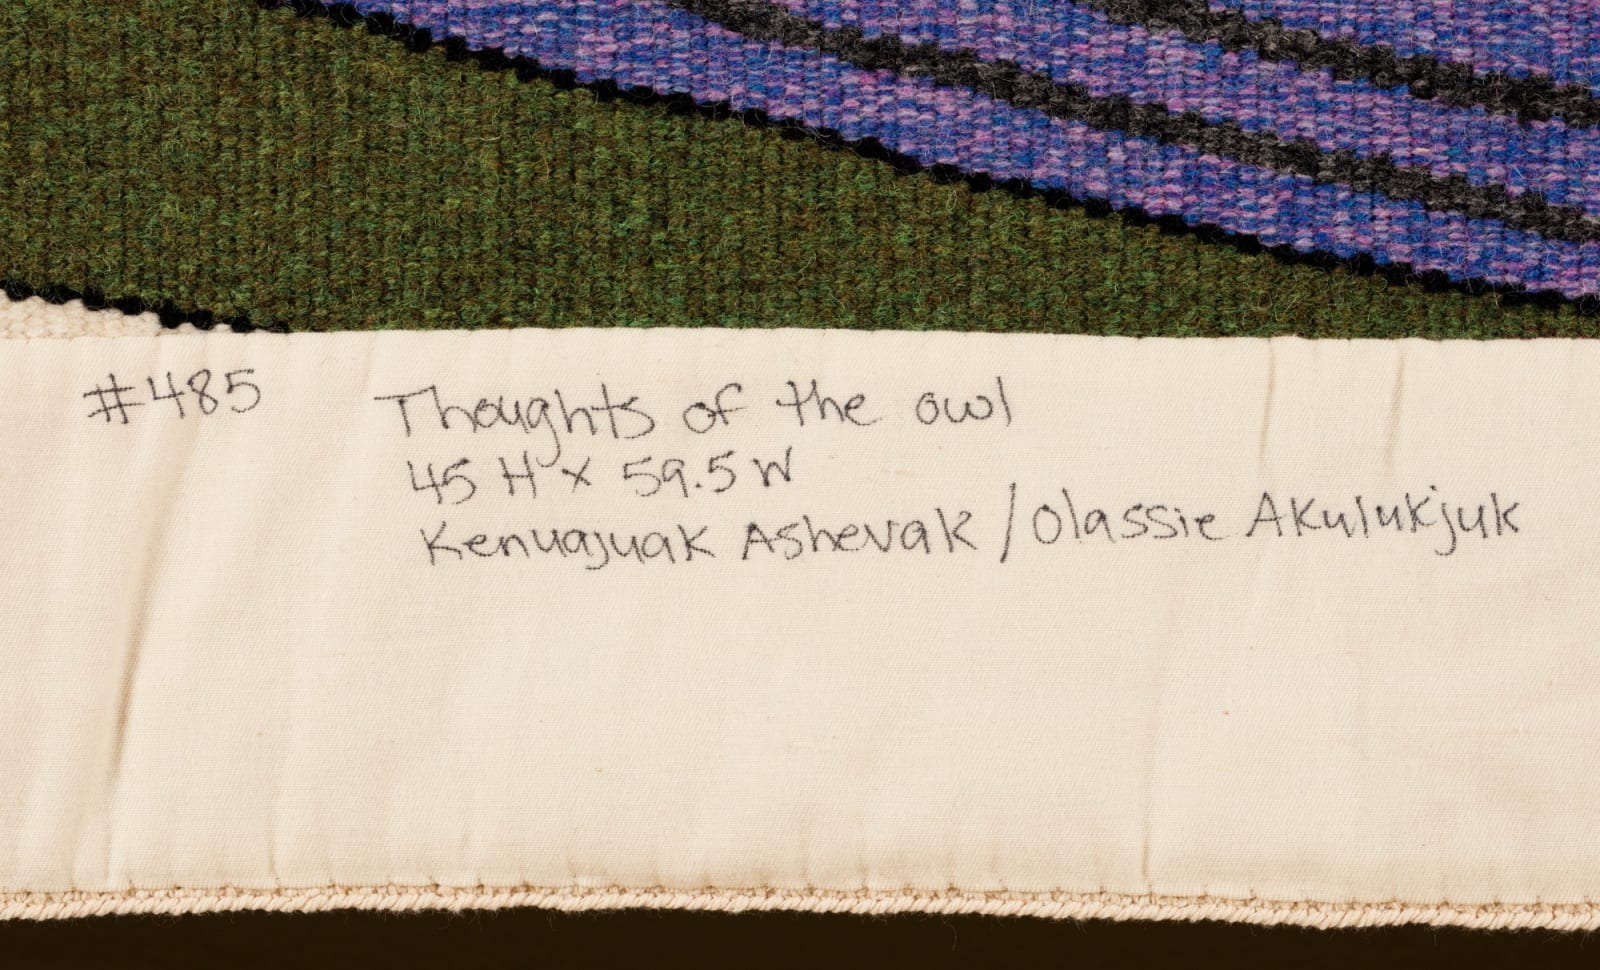 #485 Thoughts of the owl
45 H x 59.5 W
Kenuajuak Ashevak / Olassie Akulukjuk